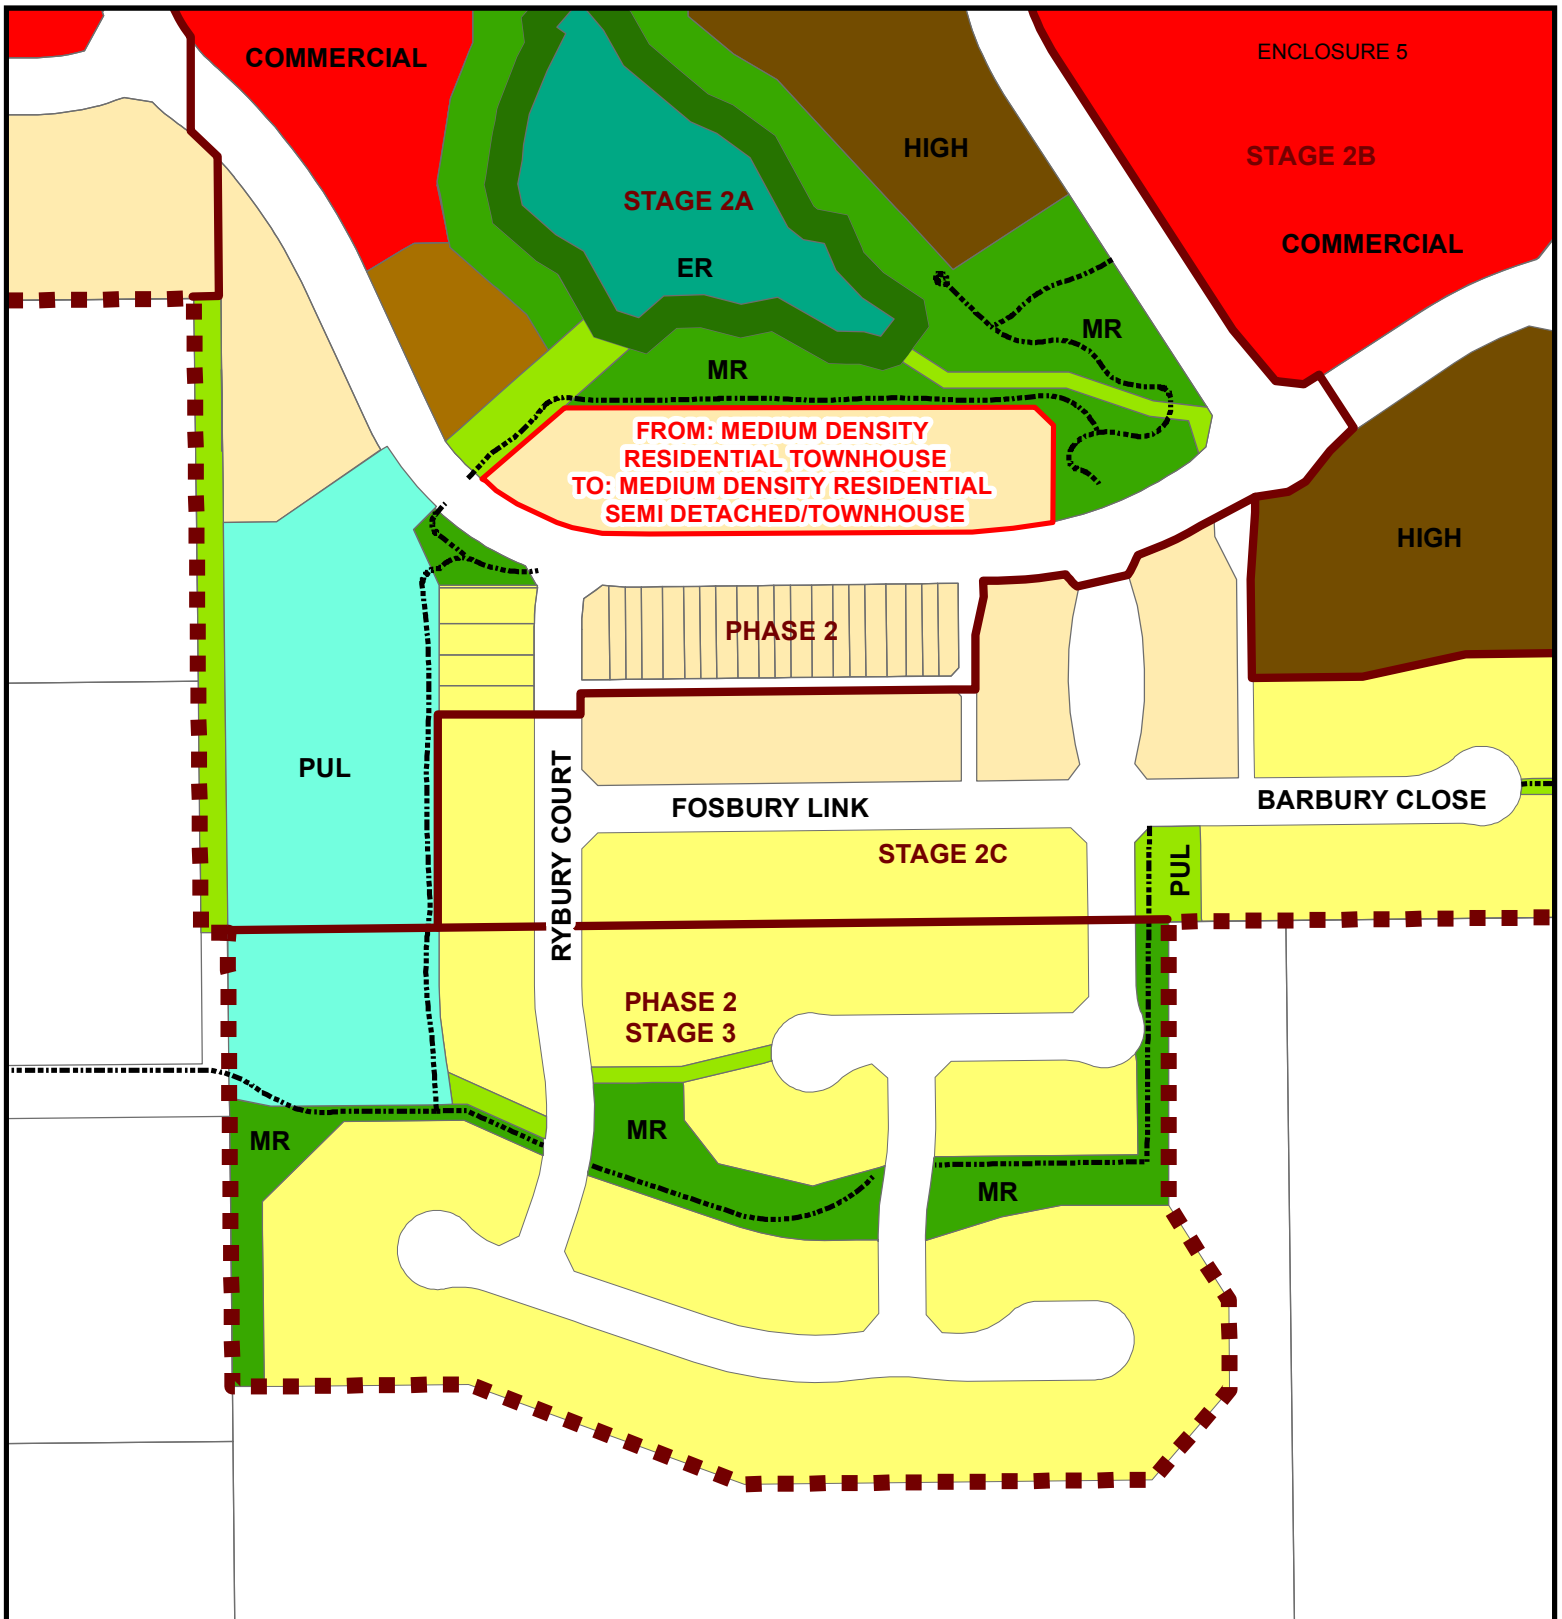 ENCLOSURE 5
COMMERCIAL
HIGH
STAGE 2B
STAGE 2A
COMMERCIAL
ER
MR
MR
FROM: MEDIUM DENSITY
RESIDENTIAL TOWNHOUSE
TO: MEDIUM DENSITY RESIDENTIAL
SEMI DETACHED/TOWNHOUSE
HIGH
PHASE 2
PUL
RYBURY COURT
FOSBURY LINK
BARBURY CLOSE
STAGE 2C
PUL
PHASE 2
STAGE 3
MR
MR
MR